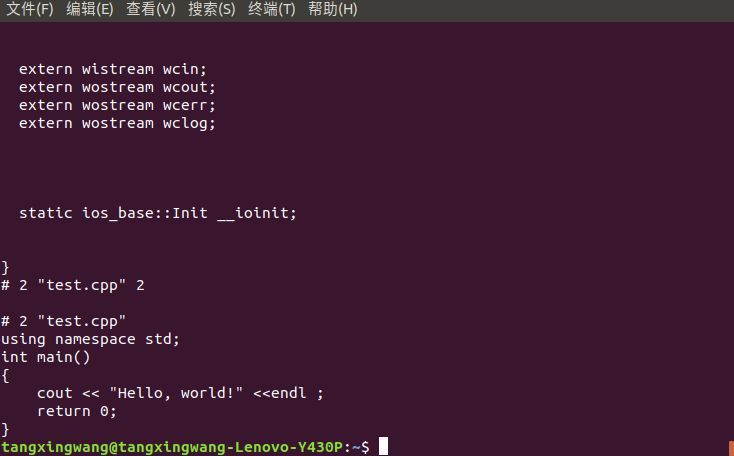 文件(F) 编辑(E) 查看(V) 搜索(S) 终端(T) 帮助(H)
extern wistream wcin;
extern wostream wcout;
extern wostream wcerr;
extern wostream wclog;
static ios_base::Init __ioinit;
}
# 2 "test.cpp" 2
# 2 "test.cpp"
using namespace std;
int main()
{
cout << "Hello, world!" <<endl ;
return 0;
}
tangxingwang@tangxingwang-Lenovo-Y430P:~$